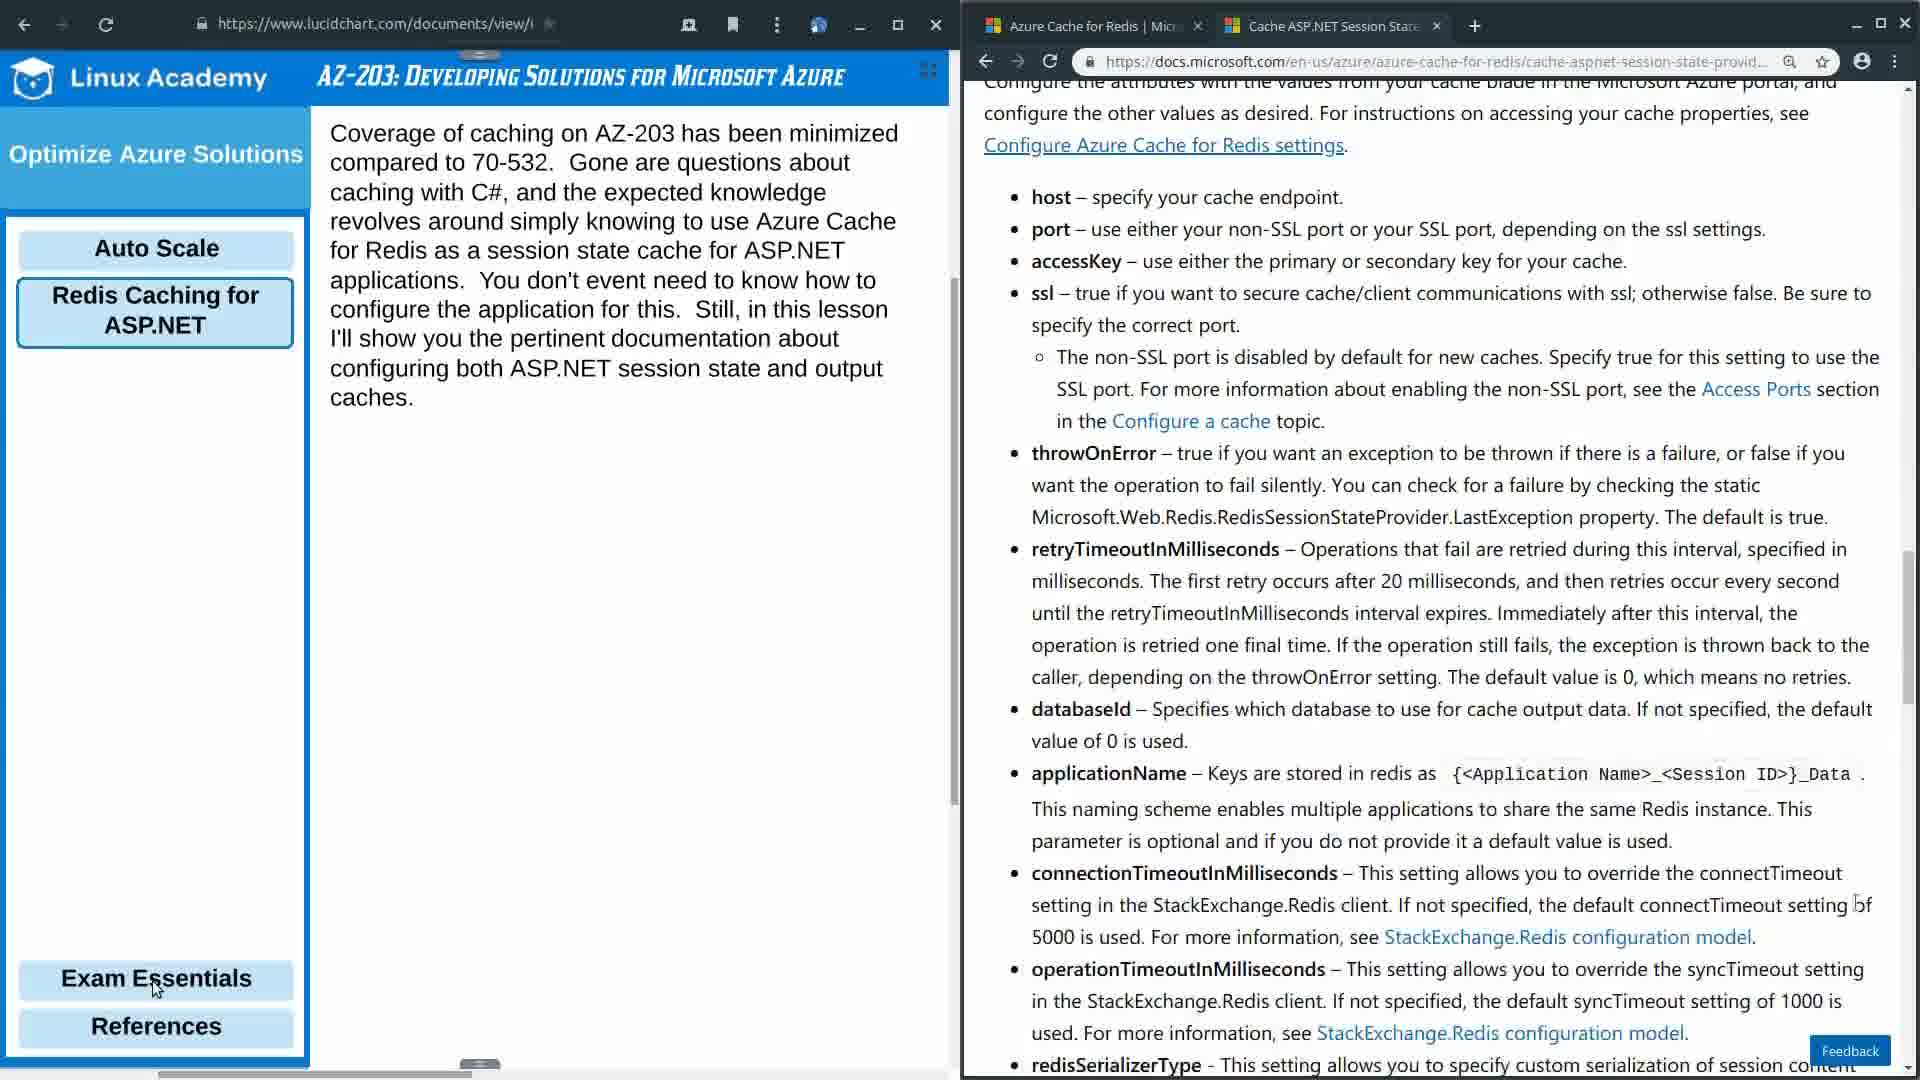 https://www.lucidchart.com/documents/view/
Linux Academy
AZ-203: Developing Solutions for Microsoft Azure
Optimize Azure Solutions
Auto Scale
Redis Caching for
ASP.NET
Exam Essentials
References
Coverage of caching on AZ-203 has been minimized
compared to 70-532.  Gone are questions about
caching with C#, and the expected knowledge
revolves around simply knowing to use Azure Cache
for Redis as a session state cache for ASP.NET
applications.  You don't event need to know how to
configure the application for this.  Still, in this lesson
I'll show you the pertinent documentation about
configuring both ASP.NET session state and output
caches.
Azure Cache for Redis | Mic
Cache ASP.NET Session State
https://docs.microsoft.com/en-us/azure/azure-cache-for-redis/cache-aspnet-session-state-provid...
Configure the attributes with the values from your cache blade in the Microsoft Azure portal, and
configure the other values as desired. For instructions on accessing your cache properties, see
Configure Azure Cache for Redis settings.
• host – specify your cache endpoint.
• port – use either your non-SSL port or your SSL port, depending on the ssl settings.
• accessKey – use either the primary or secondary key for your cache.
• ssl – true if you want to secure cache/client communications with ssl; otherwise false. Be sure to
specify the correct port.
○ The non-SSL port is disabled by default for new caches. Specify true for this setting to use the
SSL port. For more information about enabling the non-SSL port, see the Access Ports section
in the Configure a cache topic.
• throwOnError – true if you want an exception to be thrown if there is a failure, or false if you
want the operation to fail silently. You can check for a failure by checking the static
Microsoft.Web.Redis.RedisSessionStateProvider.LastException property. The default is true.
• retryTimeoutInMilliseconds – Operations that fail are retried during this interval, specified in
milliseconds. The first retry occurs after 20 milliseconds, and then retries occur every second
until the retryTimeoutInMilliseconds interval expires. Immediately after this interval, the
operation is retried one final time. If the operation still fails, the exception is thrown back to the
caller, depending on the throwOnError setting. The default value is 0, which means no retries.
• databaseId – Specifies which database to use for cache output data. If not specified, the default
value of 0 is used.
• applicationName – Keys are stored in redis as {<Application Name>_<Session ID>}_Data .
This naming scheme enables multiple applications to share the same Redis instance. This
parameter is optional and if you do not provide it a default value is used.
• connectionTimeoutInMilliseconds – This setting allows you to override the connectTimeout
setting in the StackExchange.Redis client. If not specified, the default connectTimeout setting of
5000 is used. For more information, see StackExchange.Redis configuration model.
• operationTimeoutInMilliseconds – This setting allows you to override the syncTimeout setting
in the StackExchange.Redis client. If not specified, the default syncTimeout setting of 1000 is
used. For more information, see StackExchange.Redis configuration model.
• redisSerializerType - This setting allows you to specify custom serialization of session content
Feedback